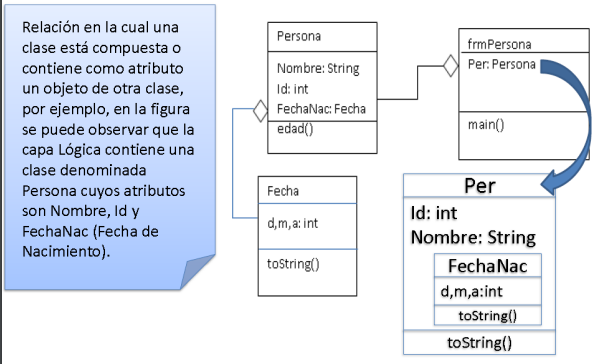 Relación en la cual una
clase está compuesta o
contiene como atributo
un objeto de otra clase,
por ejemplo, en la figura
se puede observar que la
capa Lógica contiene una
clase denominada
Persona cuyos atributos
son Nombre, Id y
FechaNac (Fecha de
Nacimiento).
Persona
Nombre: String
Id: int
FechaNac: Fecha
edad()
frmPersona
Per: Persona
main()
Fecha
d,m,a: int
toString()
Per
Id: int
Nombre: String
FechaNac
d,m,a:int
toString()
toString()